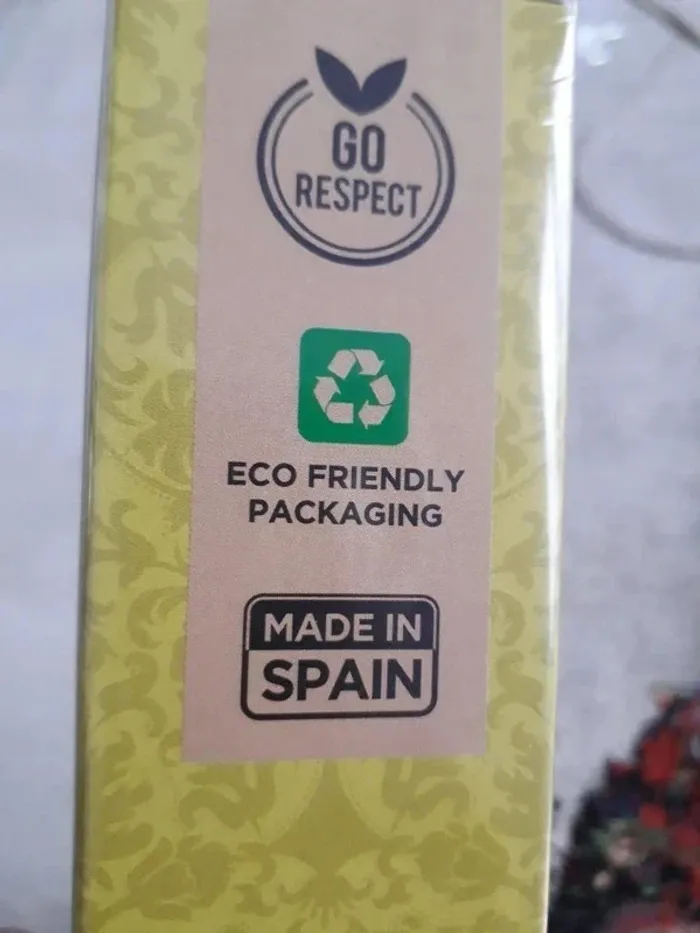 GO
RESPECT
ECO FRIENDLY
PACKAGING
MADE IN
SPAIN